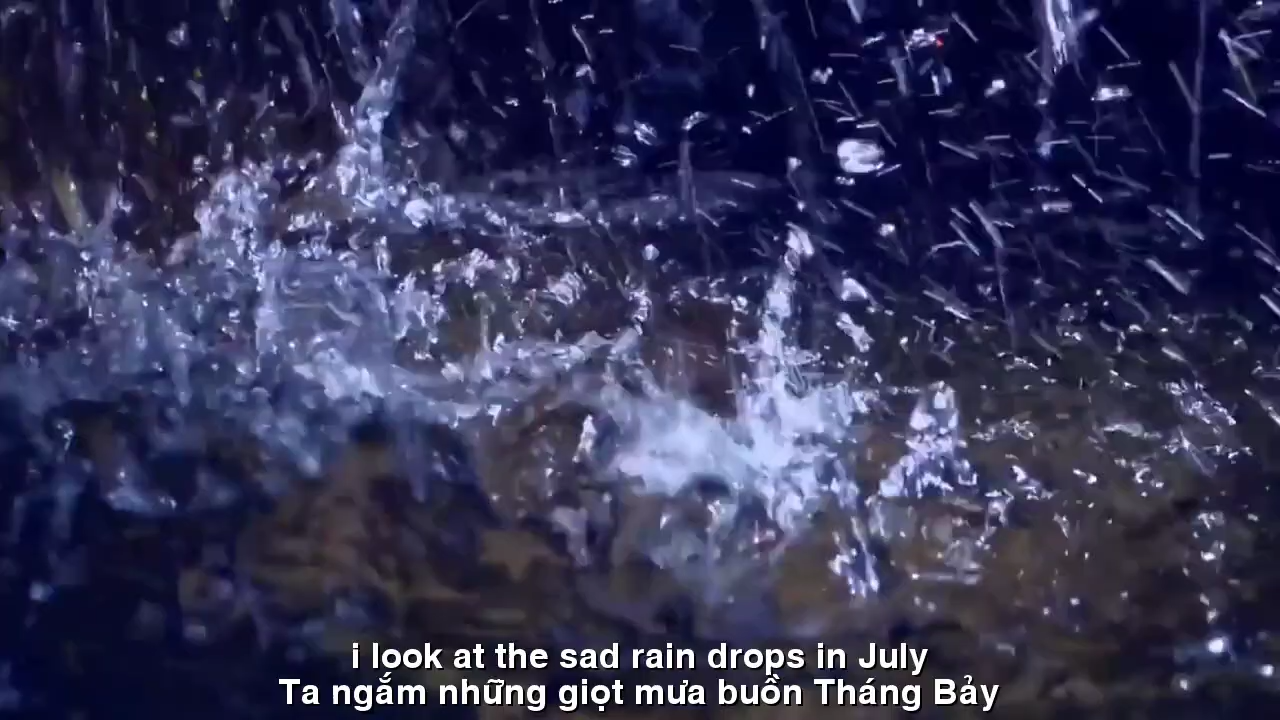 i look at the sad rain drops in July
Ta ngắm những giọt mưa buồn Tháng Bảy